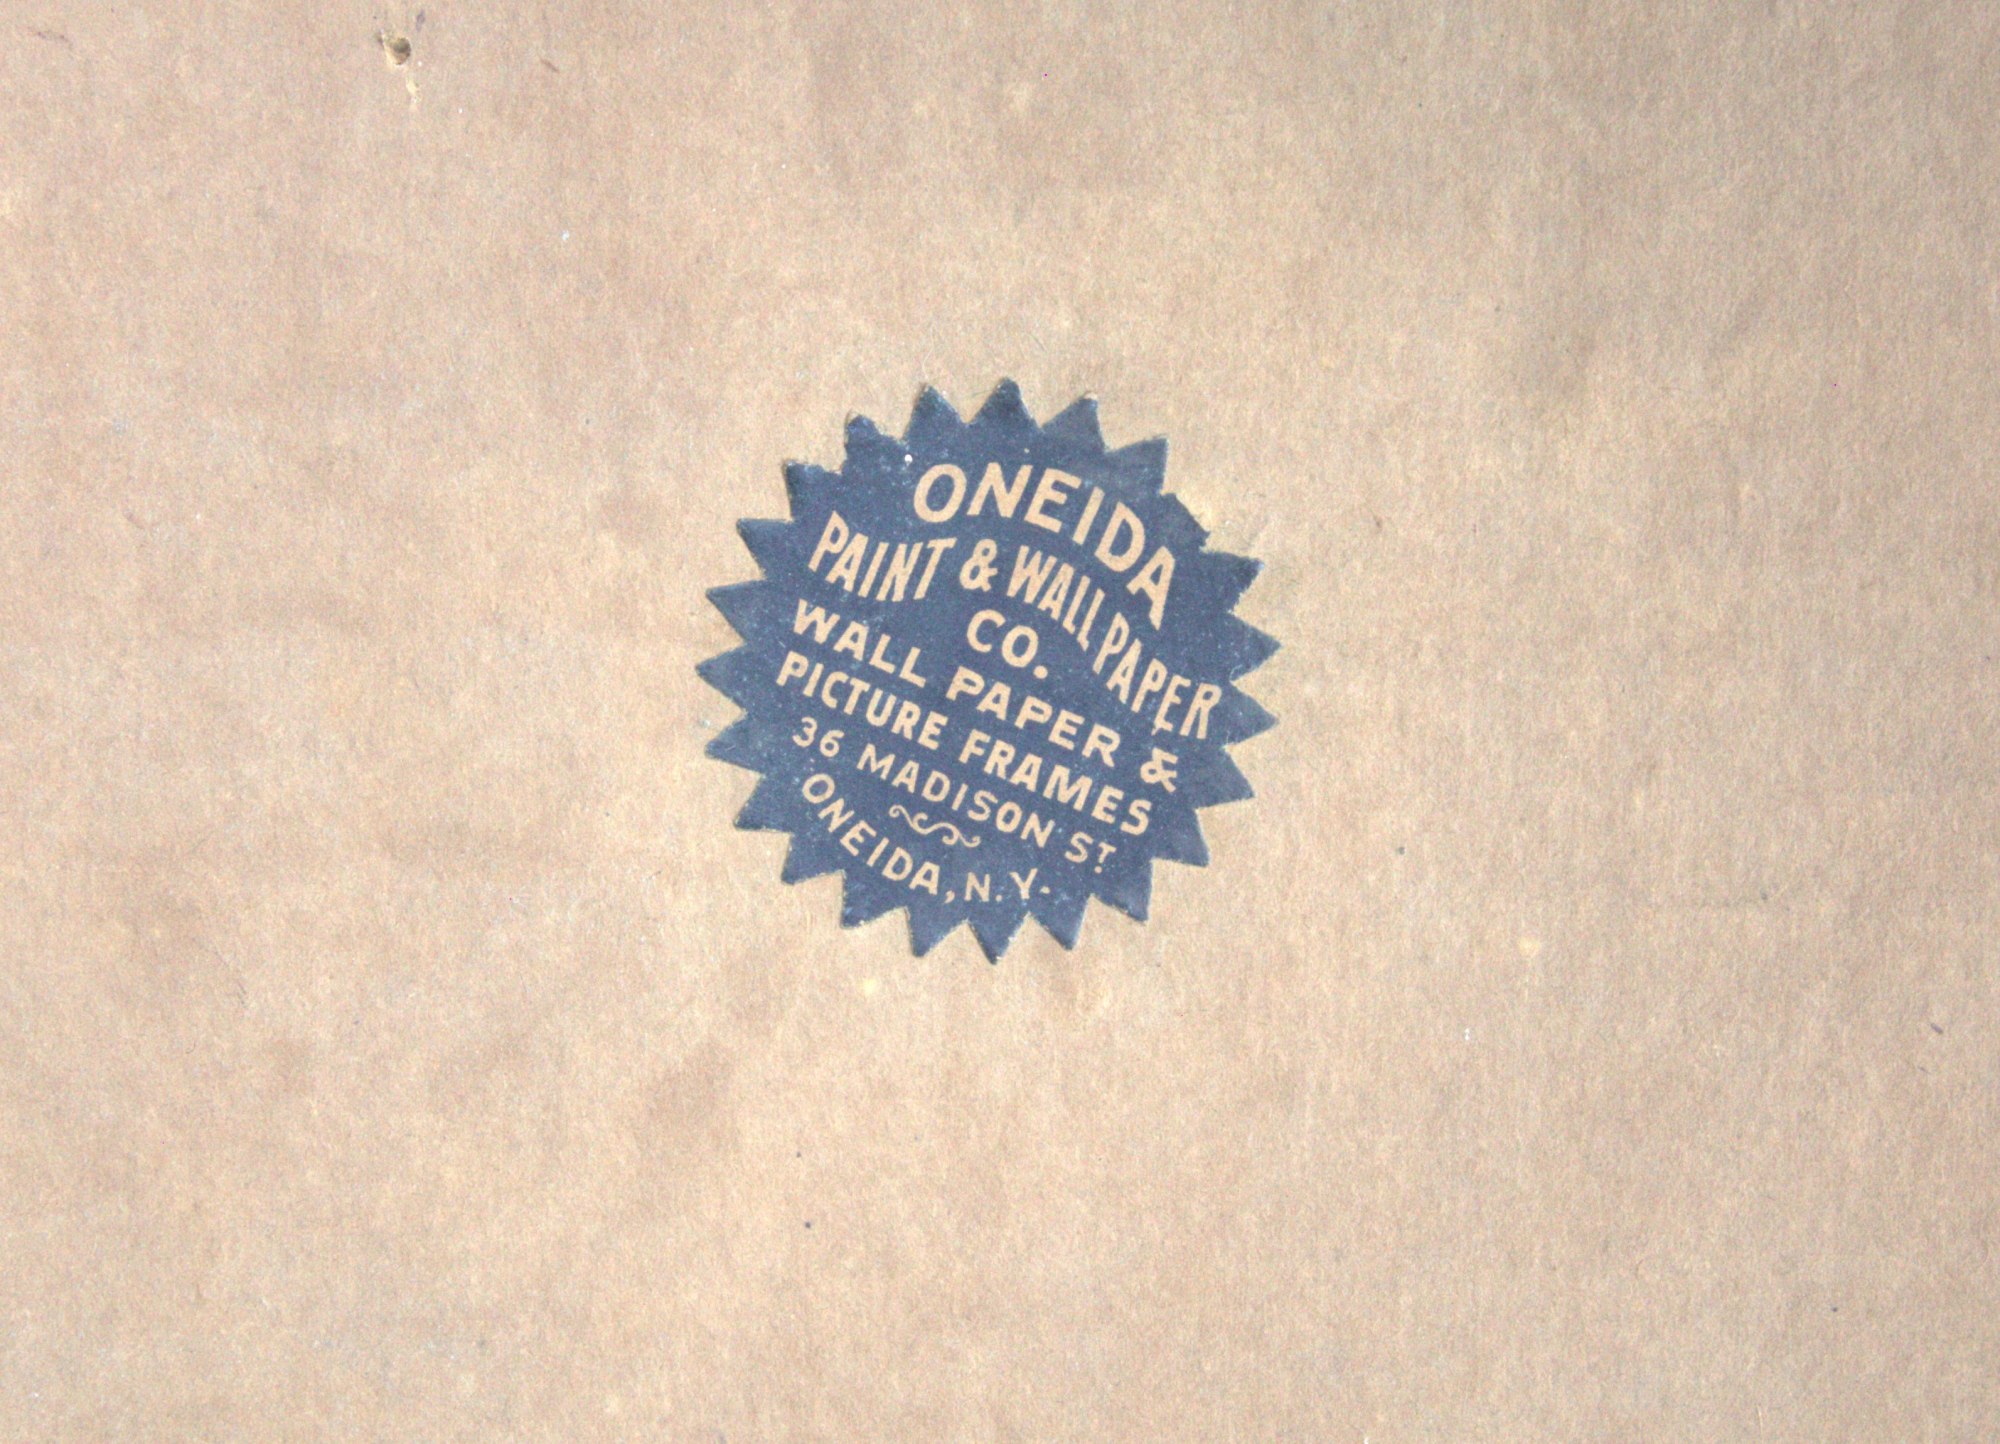 ONEIDA
PAINT & WALL PAPER
CO.
WALL PAPER &
PICTURE FRAMES
36 MADISON ST.
ONEIDA, N.Y.